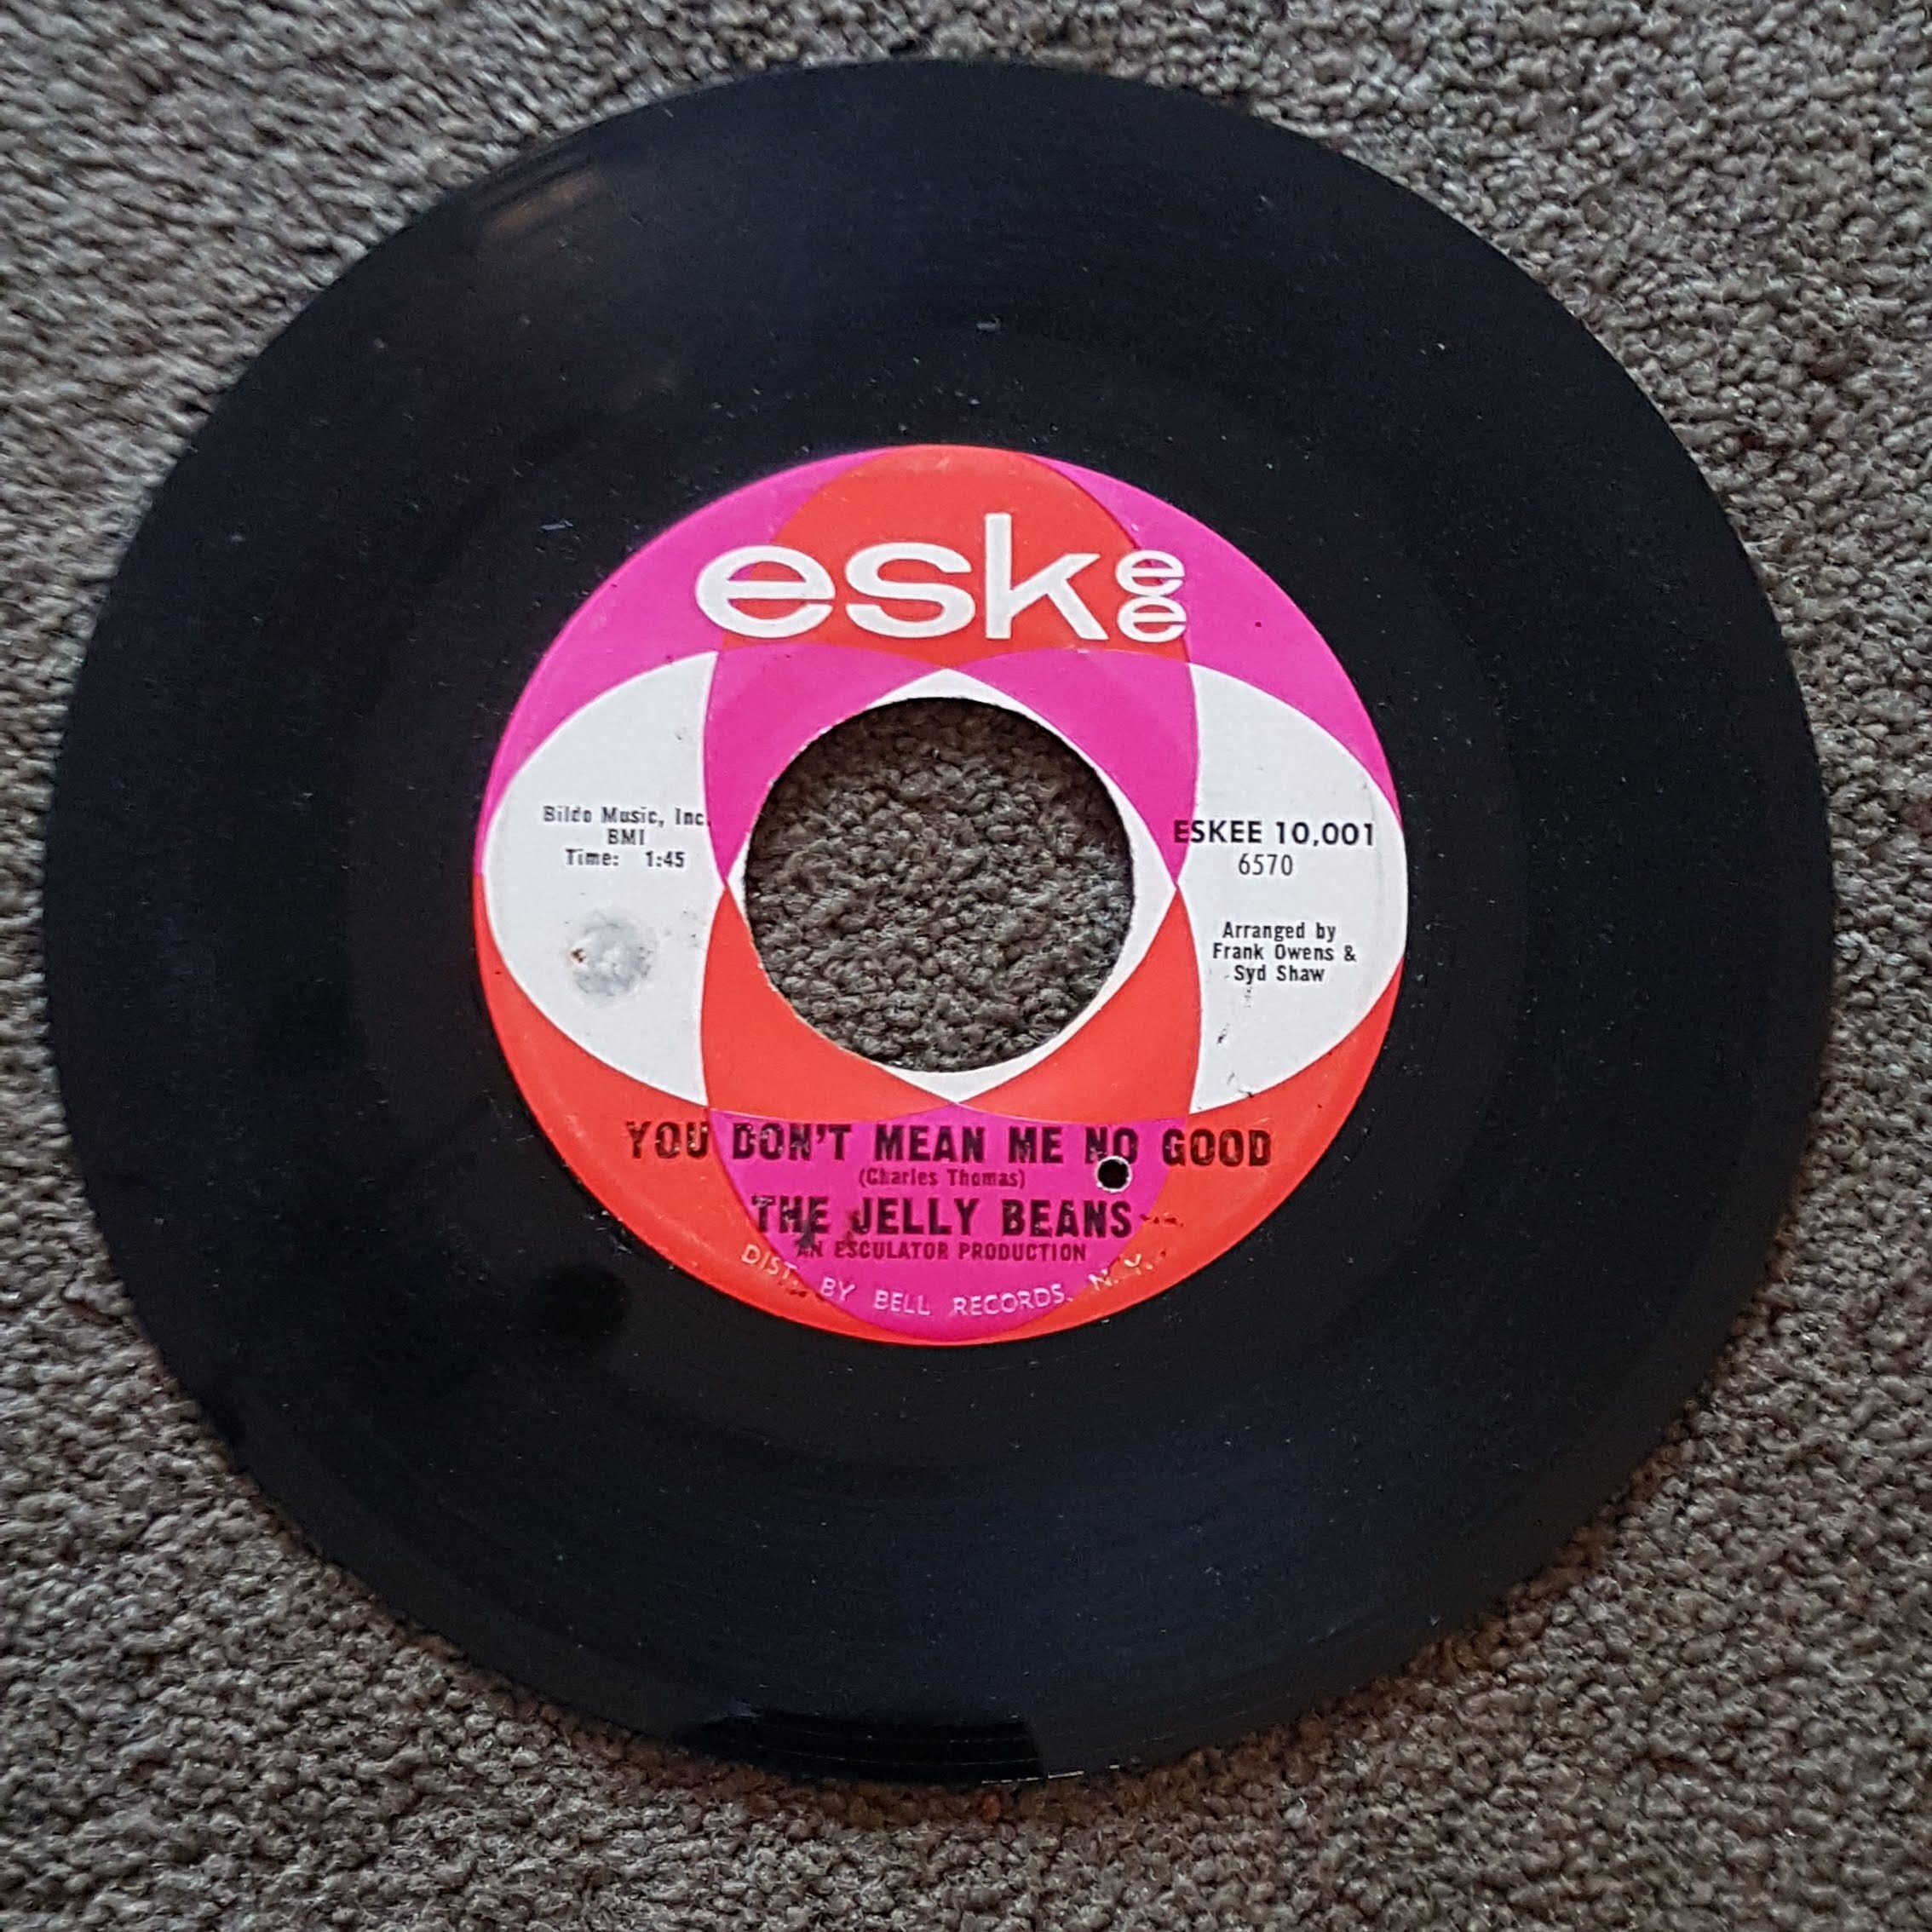 eskee
Bildo Music, Inc.
BMI
Time: 1:45
ESKEE 10,001
6570
Arranged by
Frank Owens &
Syd Shaw
YOU DON'T MEAN ME NO GOOD
(Charles Thomas)
THE JELLY BEANS
AN ESCULATOR PRODUCTION
DIST. BY BELL RECORDS, N.Y.